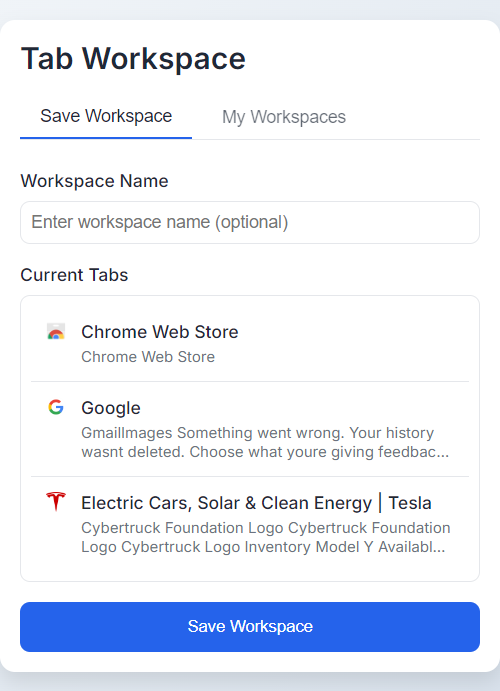 Tab Workspace
Save Workspace
My Workspaces
Workspace Name
Enter workspace name (optional)
Current Tabs
Chrome Web Store
Chrome Web Store
Google
GmailImages Something went wrong. Your history
wasnt deleted. Choose what youre giving feedbac...
Electric Cars, Solar & Clean Energy | Tesla
Cybertruck Foundation Logo Cybertruck Foundation
Logo Cybertruck Logo Inventory Model Y Availabl...
Save Workspace